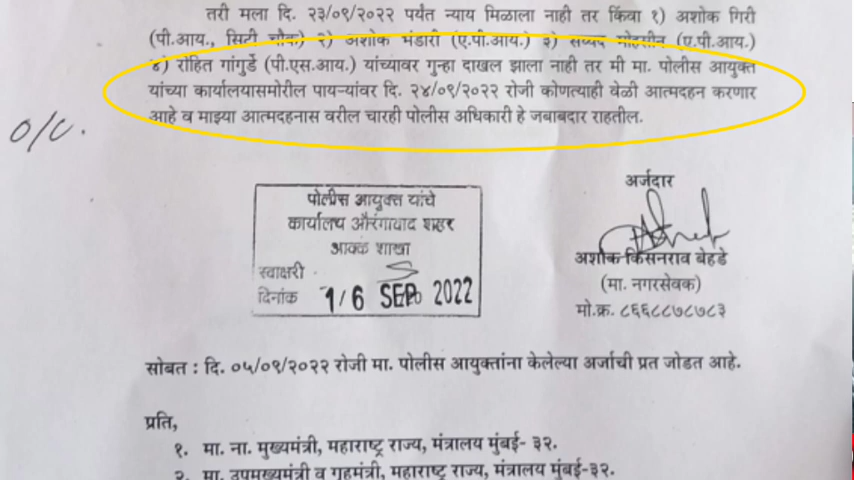 तरी मला दि. २३/०९/२०२२ पर्यंत न्याय मिळाला नाही तर किंवा १) अशोक गिरी
(पी.आय., सिटी चौक) २) अशोक भंडारी (ए.पी.आय.) ३) सय्यद मोहसीन (ए.पी.आय.)
४) रोहित गांगुर्डे (पी.एस.आय.) यांच्यावर गुन्हा दाखल झाला नाही तर मी मा. पोलीस आयुक्त
यांच्या कार्यालयासमोरील पायऱ्यांवर दि. २४/०९/२०२२ रोजी कोणत्याही वेळी आत्मदहन करणार
आहे व माझ्या आत्मदहनास वरील चारही पोलीस अधिकारी हे जबाबदार राहतील.
o/c.
अर्जदार
पोलीस आयुक्त यांचे
कार्यालय औरंगाबाद शहर
आवक शाखा
स्वाक्षरी
दिनांक 16 SEP 2022
अशोक किसनराव बेहडे
(मा. नगरसेवक)
मो.क्र. ८६६८८७८७८३
सोबत : दि. ०५/०९/२०२२ रोजी मा. पोलीस आयुक्तांना केलेल्या अर्जाची प्रत जोडत आहे.
प्रति,
१. मा. ना. मुख्यमंत्री, महाराष्ट्र राज्य, मंत्रालय मुंबई- ३२.
२. मा. उपमुख्यमंत्री व गृहमंत्री, महाराष्ट्र राज्य, मंत्रालय मुंबई-३२.